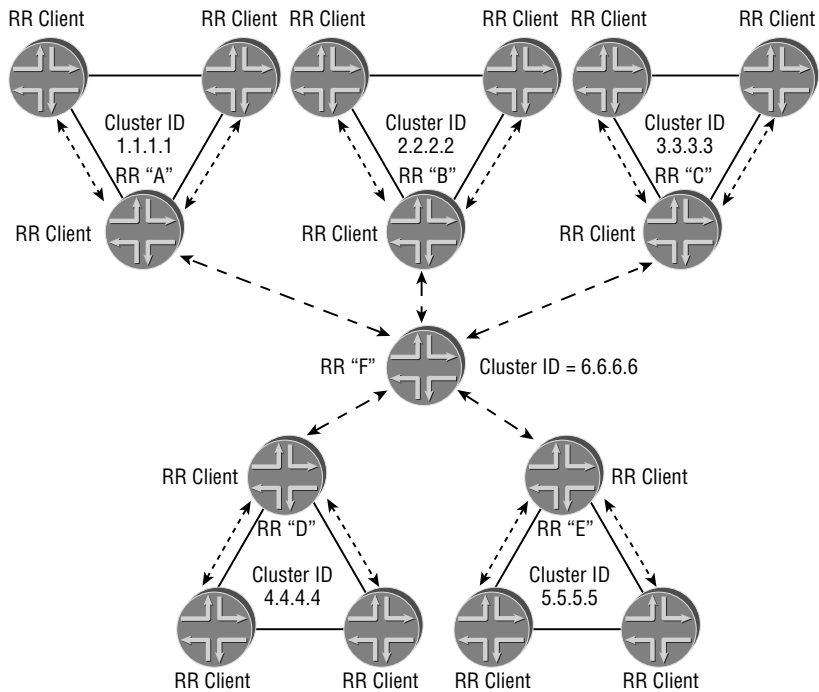 RR Client
RR Client
RR Client
RR Client
RR Client
RR Client
Cluster ID
1.1.1.1
RR “A”
Cluster ID
2.2.2.2
RR “B”
Cluster ID
3.3.3.3
RR “C”
RR Client
RR Client
RR Client
RR “F”
Cluster ID = 6.6.6.6
RR Client
RR Client
RR “D”
RR “E”
Cluster ID
4.4.4.4
Cluster ID
5.5.5.5
RR Client
RR Client
RR Client
RR Client